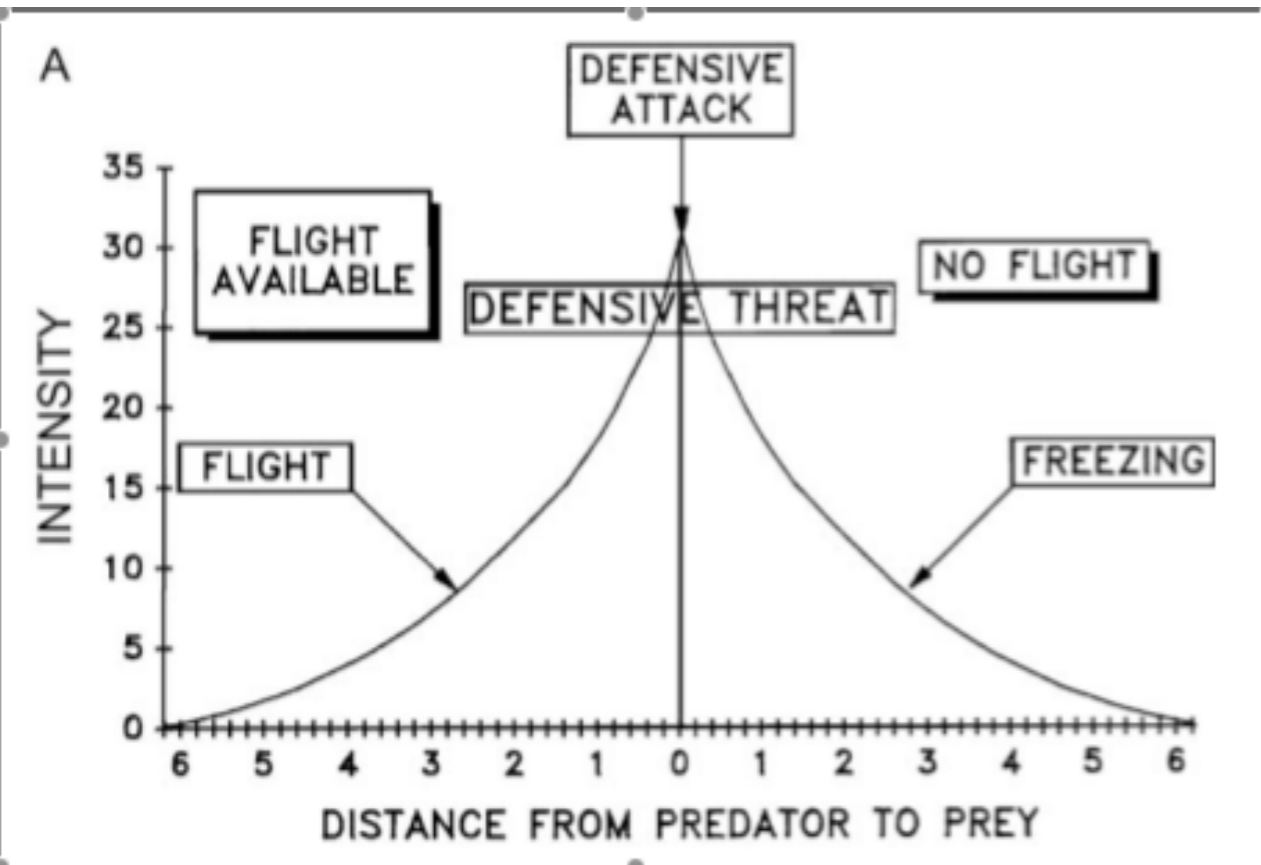 A
DEFENSIVE
ATTACK
35
30
25
20
15
10
5
0
INTENSITY
FLIGHT
AVAILABLE
NO FLIGHT
DEFENSIVE THREAT
FLIGHT
FREEZING
6 5 4 3 2 1 0 1 2 3 4 5 6
DISTANCE FROM PREDATOR TO PREY